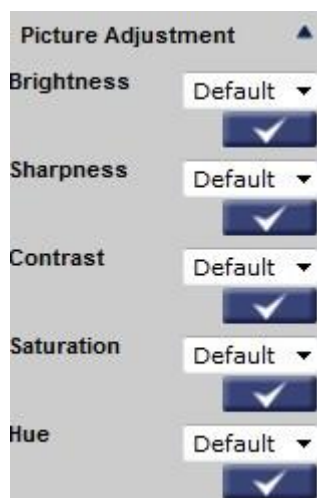 Picture Adjustment
Brightness
Default
Sharpness
Default
Contrast
Default
Saturation
Default
Hue
Default